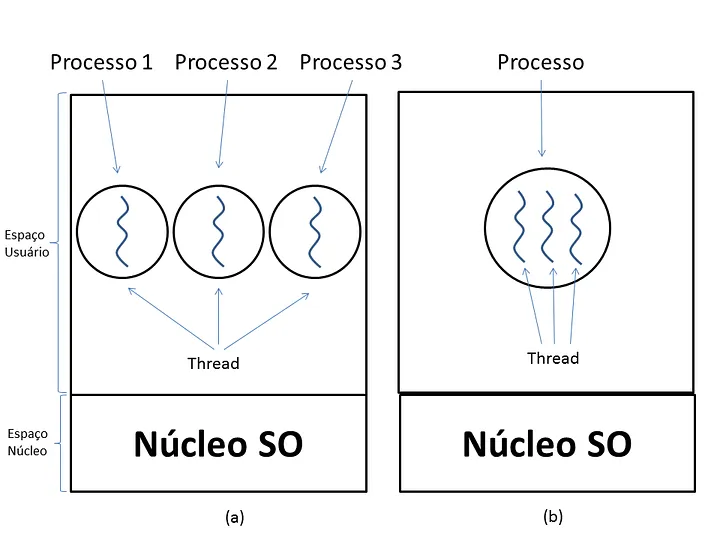 Processo 1 Processo 2 Processo 3
Processo
Espaço
Usuário
Thread
Thread
Espaço
Núcleo
Núcleo SO
Núcleo SO
(a)
(b)